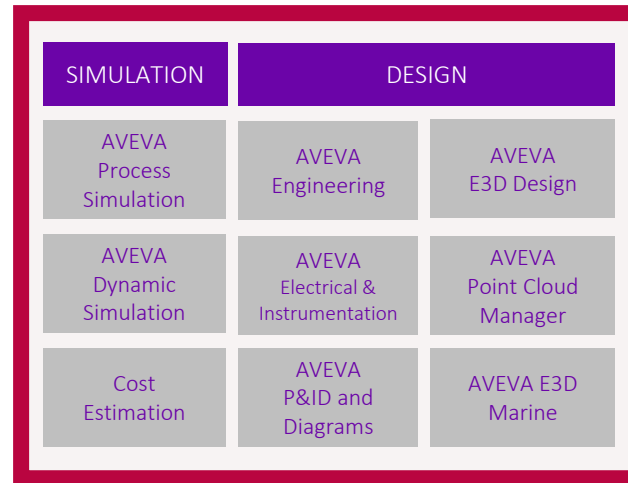 SIMULATION
DESIGN
AVEVA
Process
Simulation
AVEVA
Engineering
AVEVA
E3D Design
AVEVA
Dynamic
Simulation
AVEVA
Electrical &
Instrumentation
AVEVA
Point Cloud
Manager
Cost
Estimation
AVEVA
P&ID and
Diagrams
AVEVA E3D
Marine